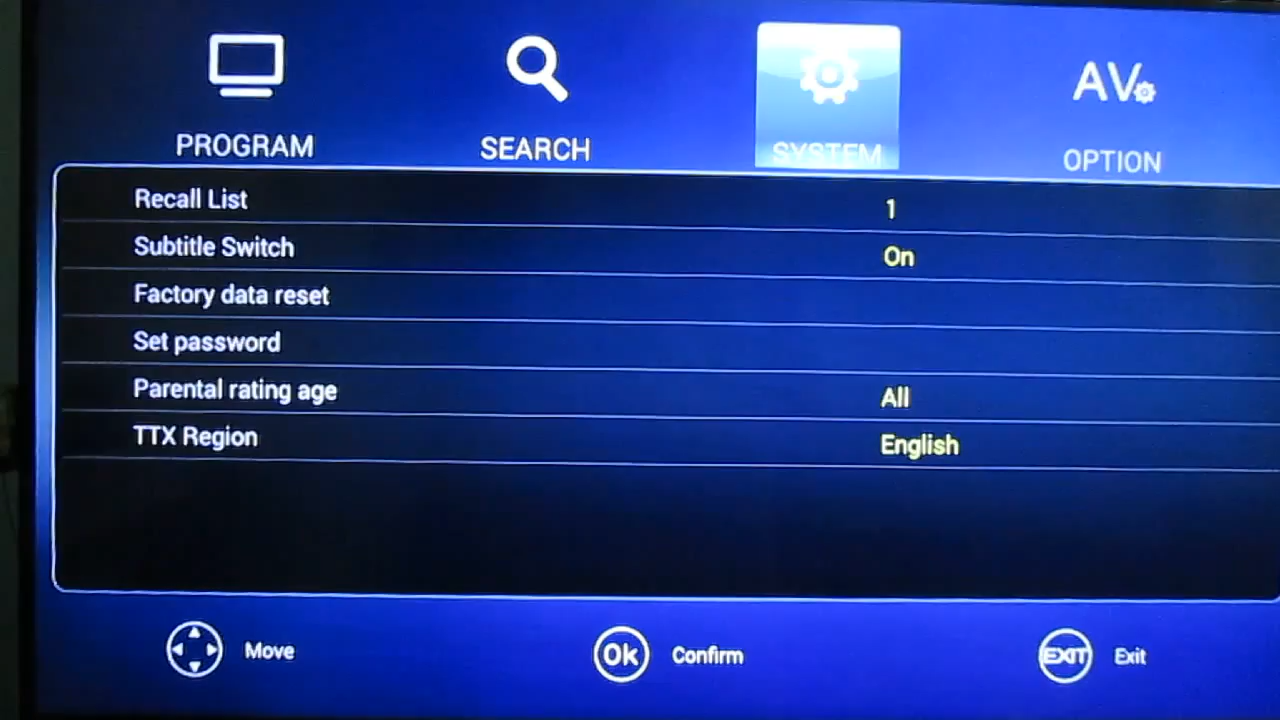 AV
PROGRAM
SEARCH
SYSTEM
OPTION
Recall List 1
Subtitle Switch On
Factory data reset
Set password
Parental rating age All
TTX Region English
Move
Ok Confirm
EXIT Exit